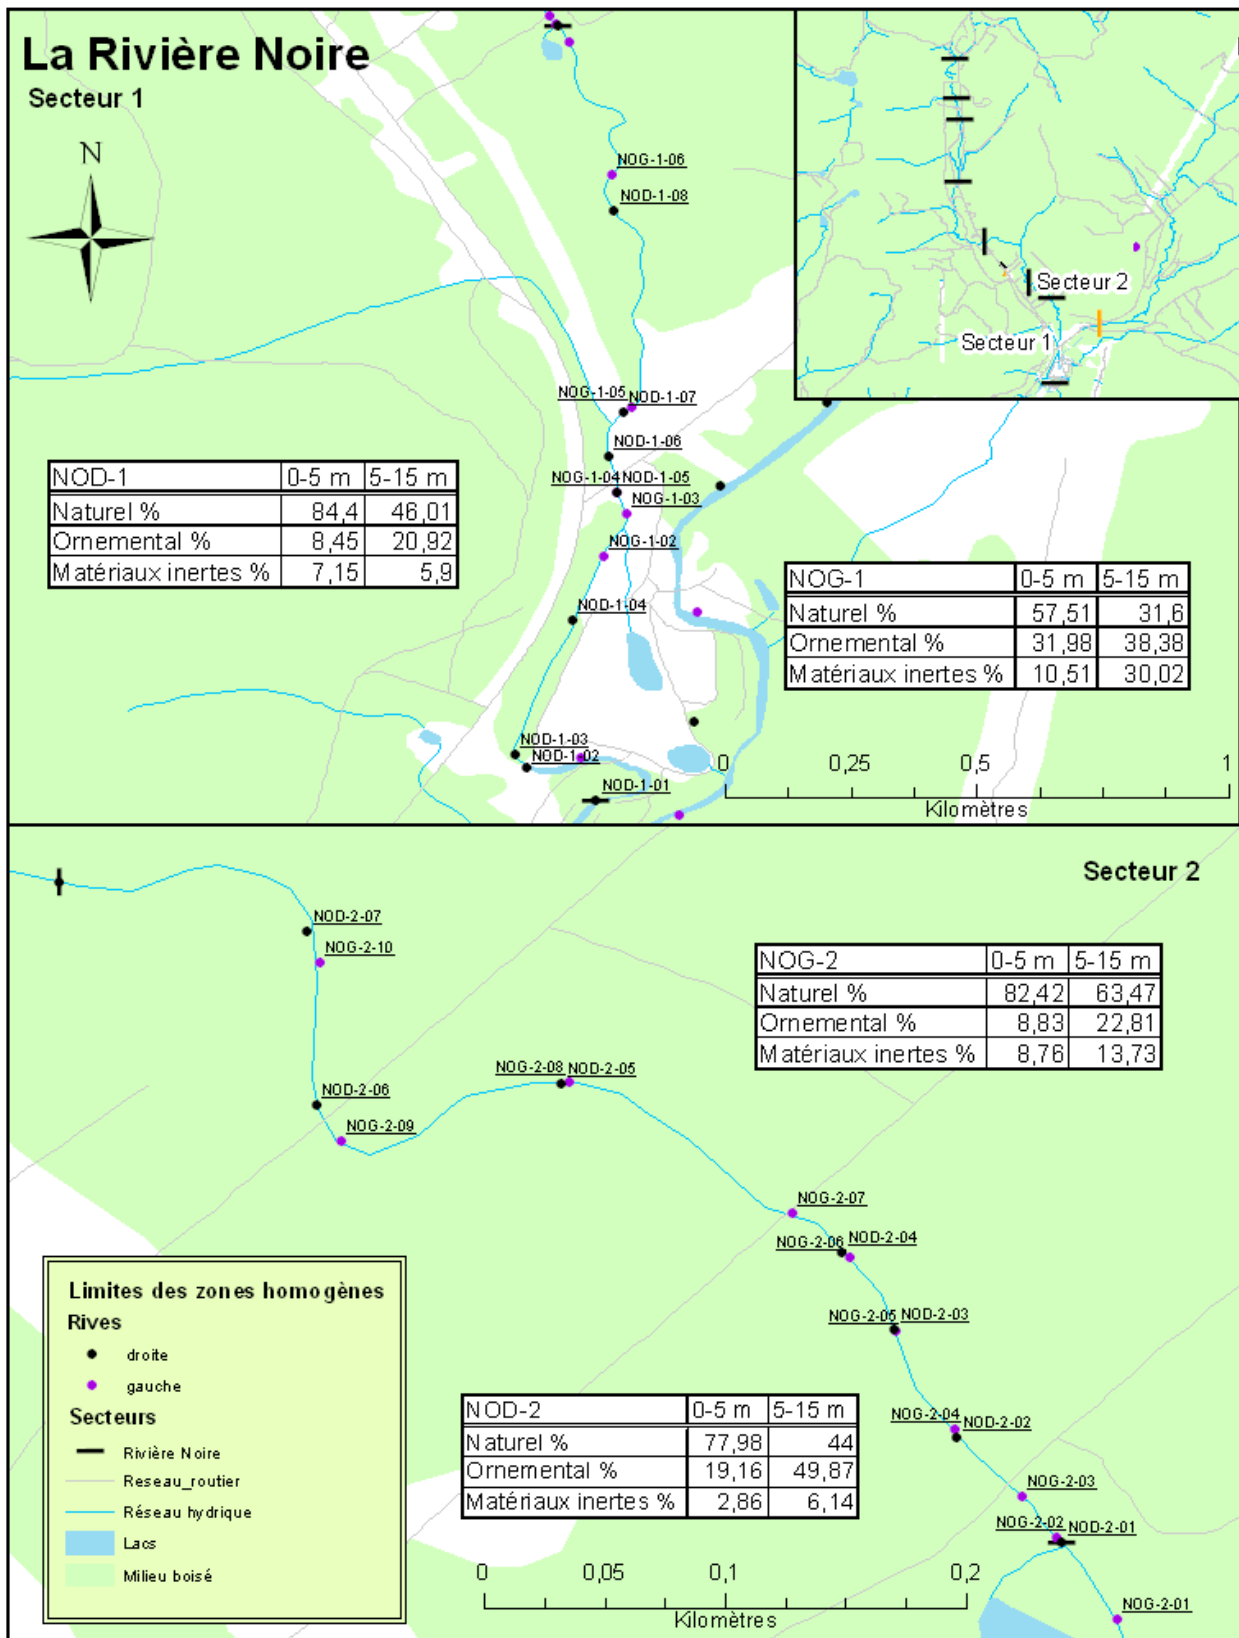 La Rivière Noire
Secteur 1
N
NOG-1-06
NOD-1-08
NOG-1-05 NOD-1-07
NOD-1-06
NOG-1-04 NOD-1-05
NOG-1-03
NOG-1-02
NOD-1-04
NOD-1-03
NOD-1-02
NOD-1-01
Secteur 2
Secteur 1
NOD-1 0-5 m 5-15 m
Naturel % 84,4 46,01
Ornemental % 8,45 20,92
Matériaux inertes % 7,15 5,9
NOG-1 0-5 m 5-15 m
Naturel % 57,51 31,6
Ornemental % 31,98 38,38
Matériaux inertes % 10,51 30,02
0 0,25 0,5 1
Kilomètres
Secteur 2
NOD-2-07
NOG-2-10
NOG-2-08 NOD-2-05
NOD-2-06
NOG-2-09
NOG-2-07
NOG-2-06 NOD-2-04
NOG-2-05 NOD-2-03
NOG-2-04 NOD-2-02
NOG-2-03
NOG-2-02 NOD-2-01
NOG-2-01
NOG-2 0-5 m 5-15 m
Naturel % 82,42 63,47
Ornemental % 8,83 22,81
Matériaux inertes % 8,76 13,73
Limites des zones homogènes
Rives
droite
gauche
Secteurs
Rivière Noire
Reseau_routier
Réseau hydrique
Lacs
Milieu boisé
NOD-2 0-5 m 5-15 m
Naturel % 77,98 44
Ornemental % 19,16 49,87
Matériaux inertes % 2,86 6,14
0 0,05 0,1 0,2
Kilomètres